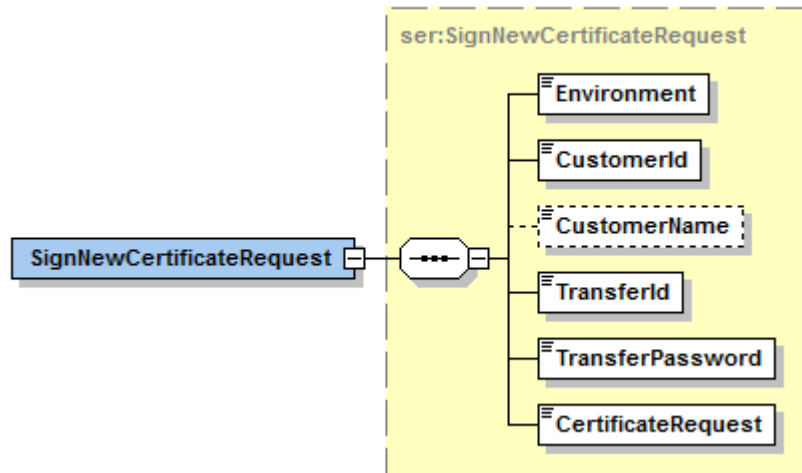 ser:SignNewCertificateRequest
Environment
CustomerId
CustomerName
SignNewCertificateRequest
TransferId
TransferPassword
CertificateRequest